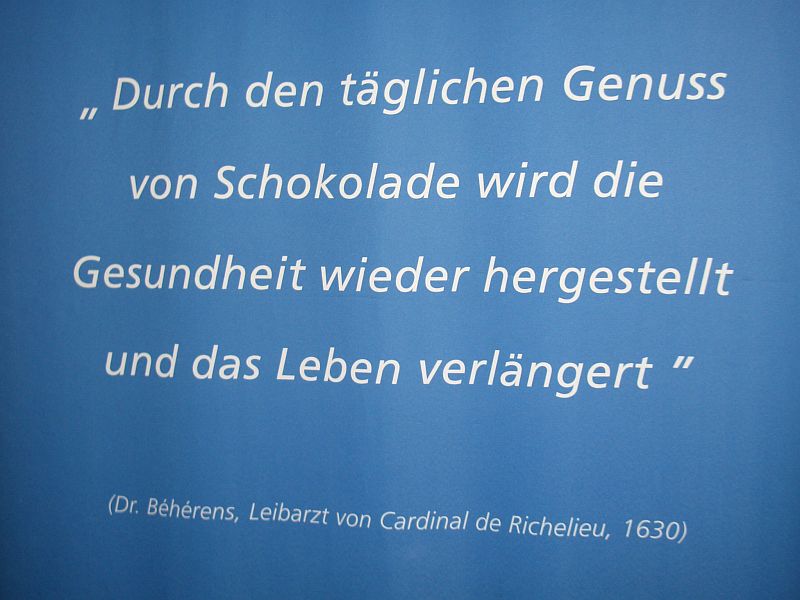 „ Durch den täglichen Genuss
von Schokolade wird die
Gesundheit wieder hergestellt
und das Leben verlängert ”
(Dr. Béhérens, Leibarzt von Cardinal de Richelieu, 1630)